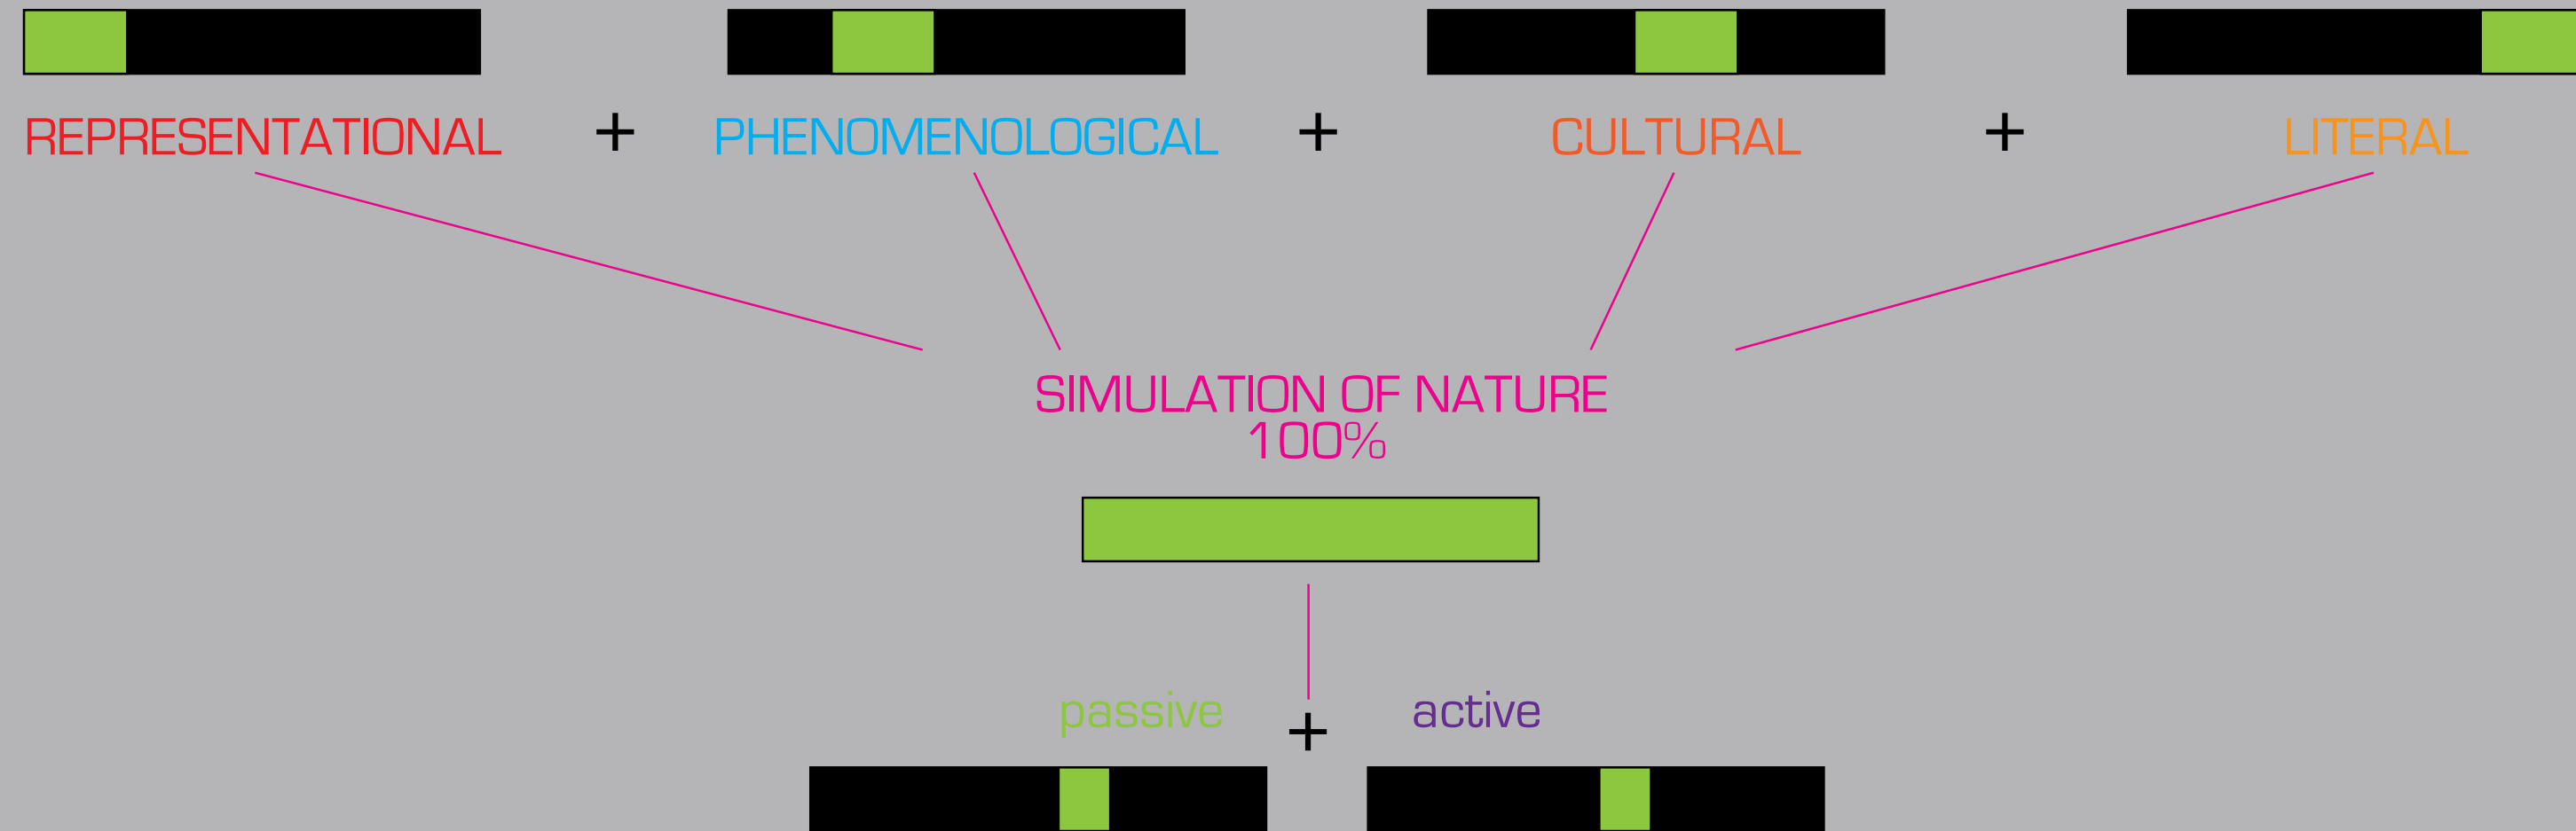 REPRESENTATIONAL + PHENOMENOLOGICAL + CULTURAL + LITERAL
SIMULATION OF NATURE
100%
passive + active